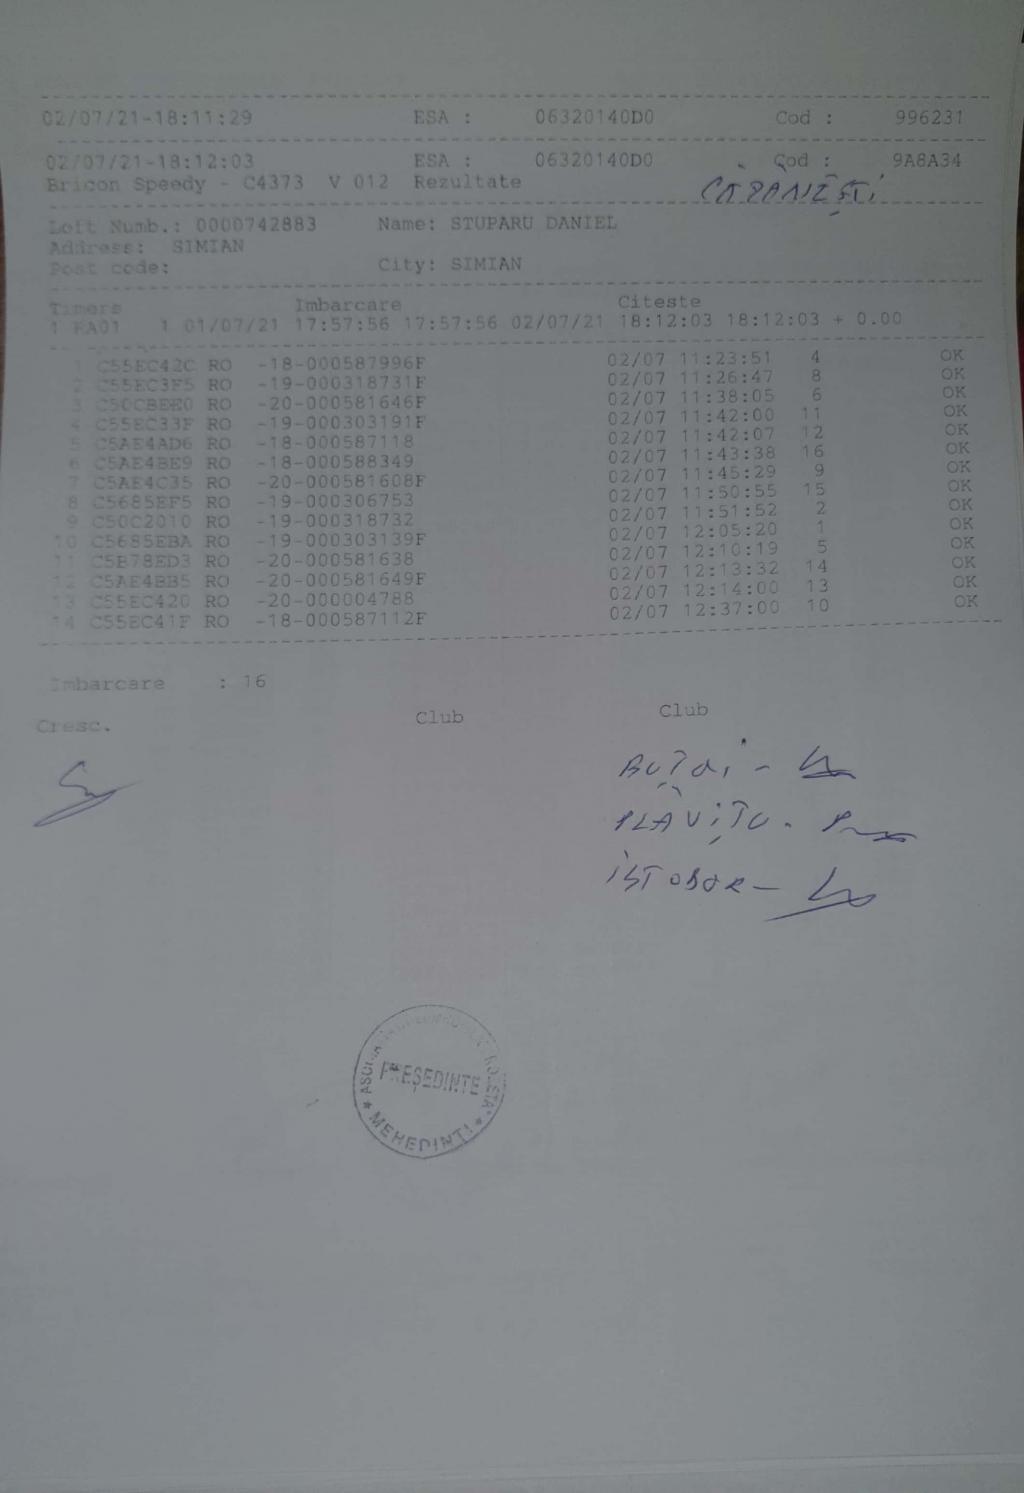 02/07/21-18:11:29 ESA : 06320140D0 Cod : 996231
02/07/21-18:12:03 ESA : 06320140D0 Cod : 9A8A34
Bricon Speedy - C4373 V 012 Rezultate
Loft Numb.: 0000742883 Name: STUPARU DANIEL
Address: SIMIAN
Post code: City: SIMIAN
Timers Imbarcare Citeste
1 FA01 1 01/07/21 17:57:56 17:57:56 02/07/21 18:12:03 18:12:03 + 0.00
1 C55EC42C RO -18-000587996F 02/07 11:23:51 4 OK
2 C55EC3F5 RO -19-000318731F 02/07 11:26:47 8 OK
3 C50CBEE0 RO -20-000581646F 02/07 11:38:05 6 OK
4 C55EC33F RO -19-000303191F 02/07 11:42:00 11 OK
5 C5AE4AD6 RO -18-000587118 02/07 11:42:07 12 OK
6 C5AE4BE9 RO -18-000588349 02/07 11:43:38 16 OK
7 C5AE4C35 RO -20-000581608F 02/07 11:45:29 9 OK
8 C5685EF5 RO -19-000306753 02/07 11:50:55 15 OK
9 C50C2010 RO -19-000318732 02/07 11:51:52 2 OK
10 C5685EBA RO -19-000303139F 02/07 12:05:20 1 OK
11 C5B78ED3 RO -20-000581638 02/07 12:10:19 5 OK
12 C5AE4BB5 RO -20-000581649F 02/07 12:13:32 14 OK
13 C55EC420 RO -20-000004788 02/07 12:14:00 13 OK
14 C55EC41F RO -18-000587112F 02/07 12:37:00 10 OK
Imbarcare : 16
Cresc. Club Club
BUȚOI -
PLĂVIȚU -
ISTODOR -
PREȘEDINTE
MEHEDINTI